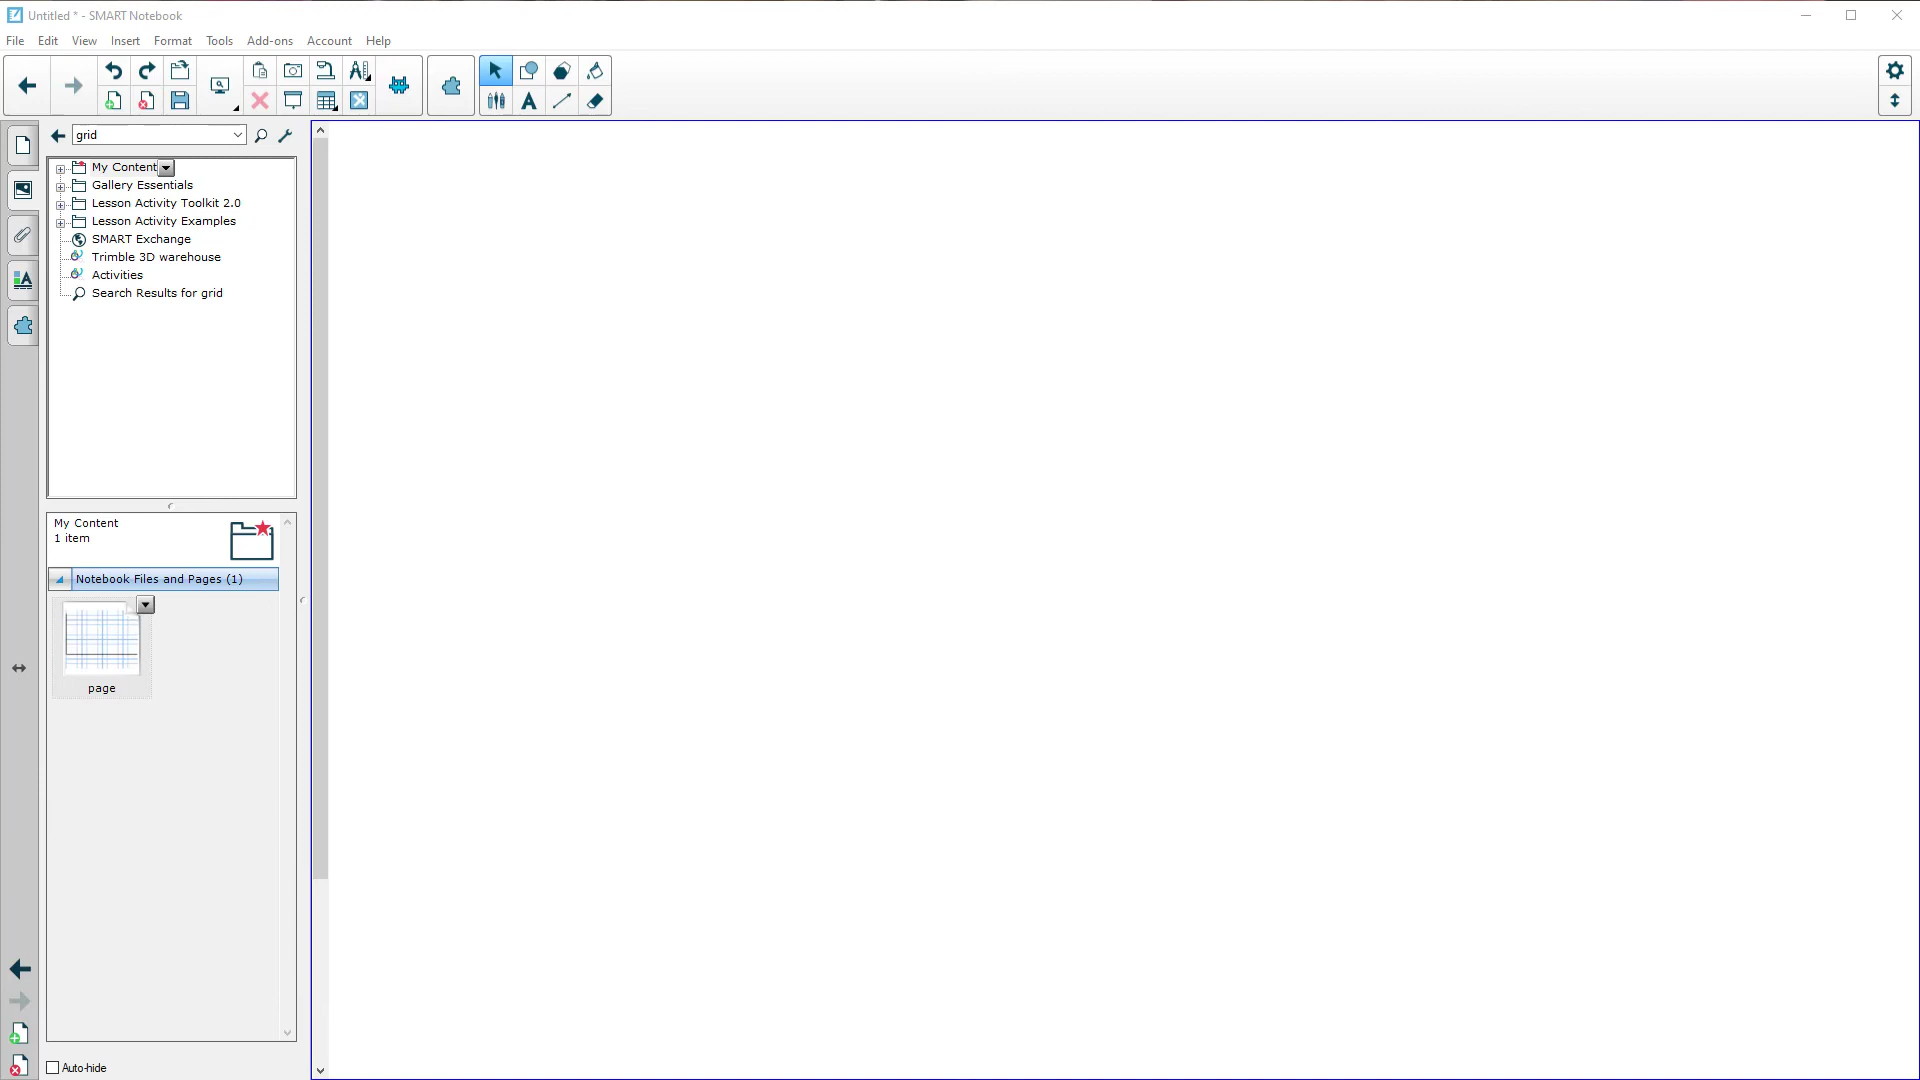 Untitled * - SMART Notebook
File Edit View Insert Format Tools Add-ons Account Help
grid
My Content
Gallery Essentials
Lesson Activity Toolkit 2.0
Lesson Activity Examples
SMART Exchange
Trimble 3D warehouse
Activities
Search Results for grid
My Content
1 item
Notebook Files and Pages (1)
page
Auto-hide